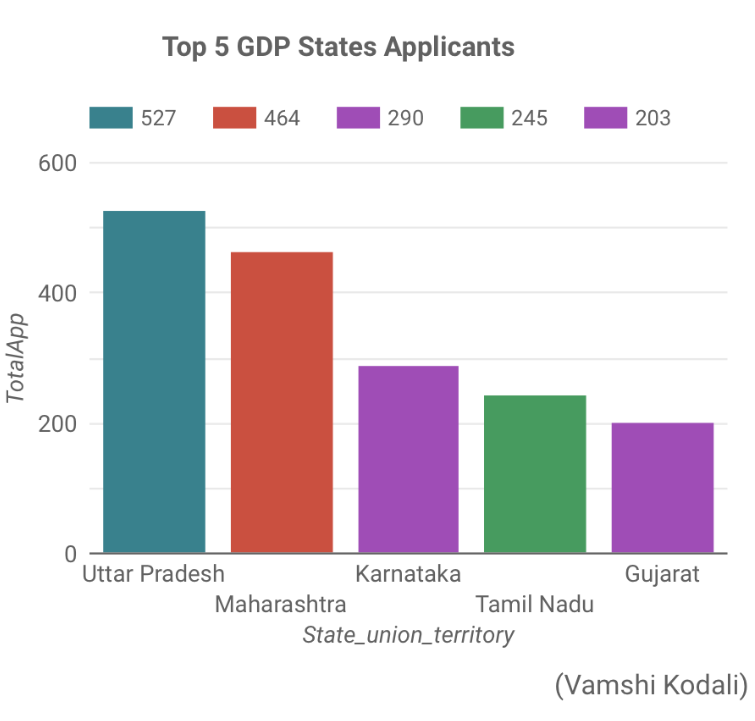 Top 5 GDP States Applicants
527 464 290 245 203
600
400
200
0
TotalApp
Uttar Pradesh Karnataka Gujarat
Maharashtra Tamil Nadu
State_union_territory
(Vamshi Kodali)